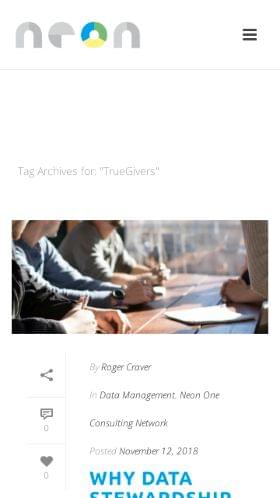 neon
Tag Archives for: "TrueGivers"
By Roger Craver
In Data Management, Neon One
Consulting Network
0
Posted November 12, 2018
0
WHY DATA
STEWARDSHIP